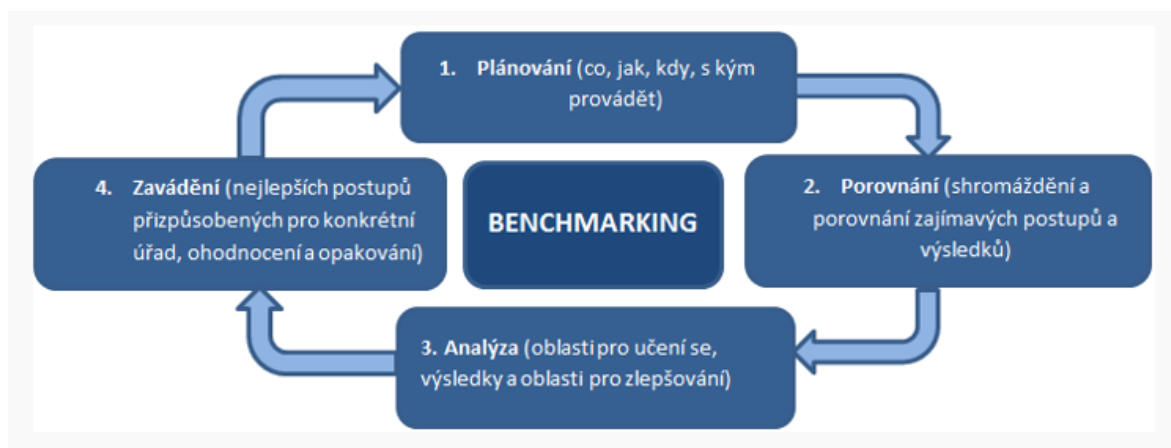 1. Plánování (co, jak, kdy, s kým
provádět)
2. Porovnání (shromáždění a
porovnání zajímavých postupů a
výsledků)
3. Analýza (oblasti pro učení se,
výsledky a oblasti pro zlepšování)
4. Zavádění (nejlepších postupů
přizpůsobených pro konkrétní
úřad, ohodnocení a opakování)
BENCHMARKING